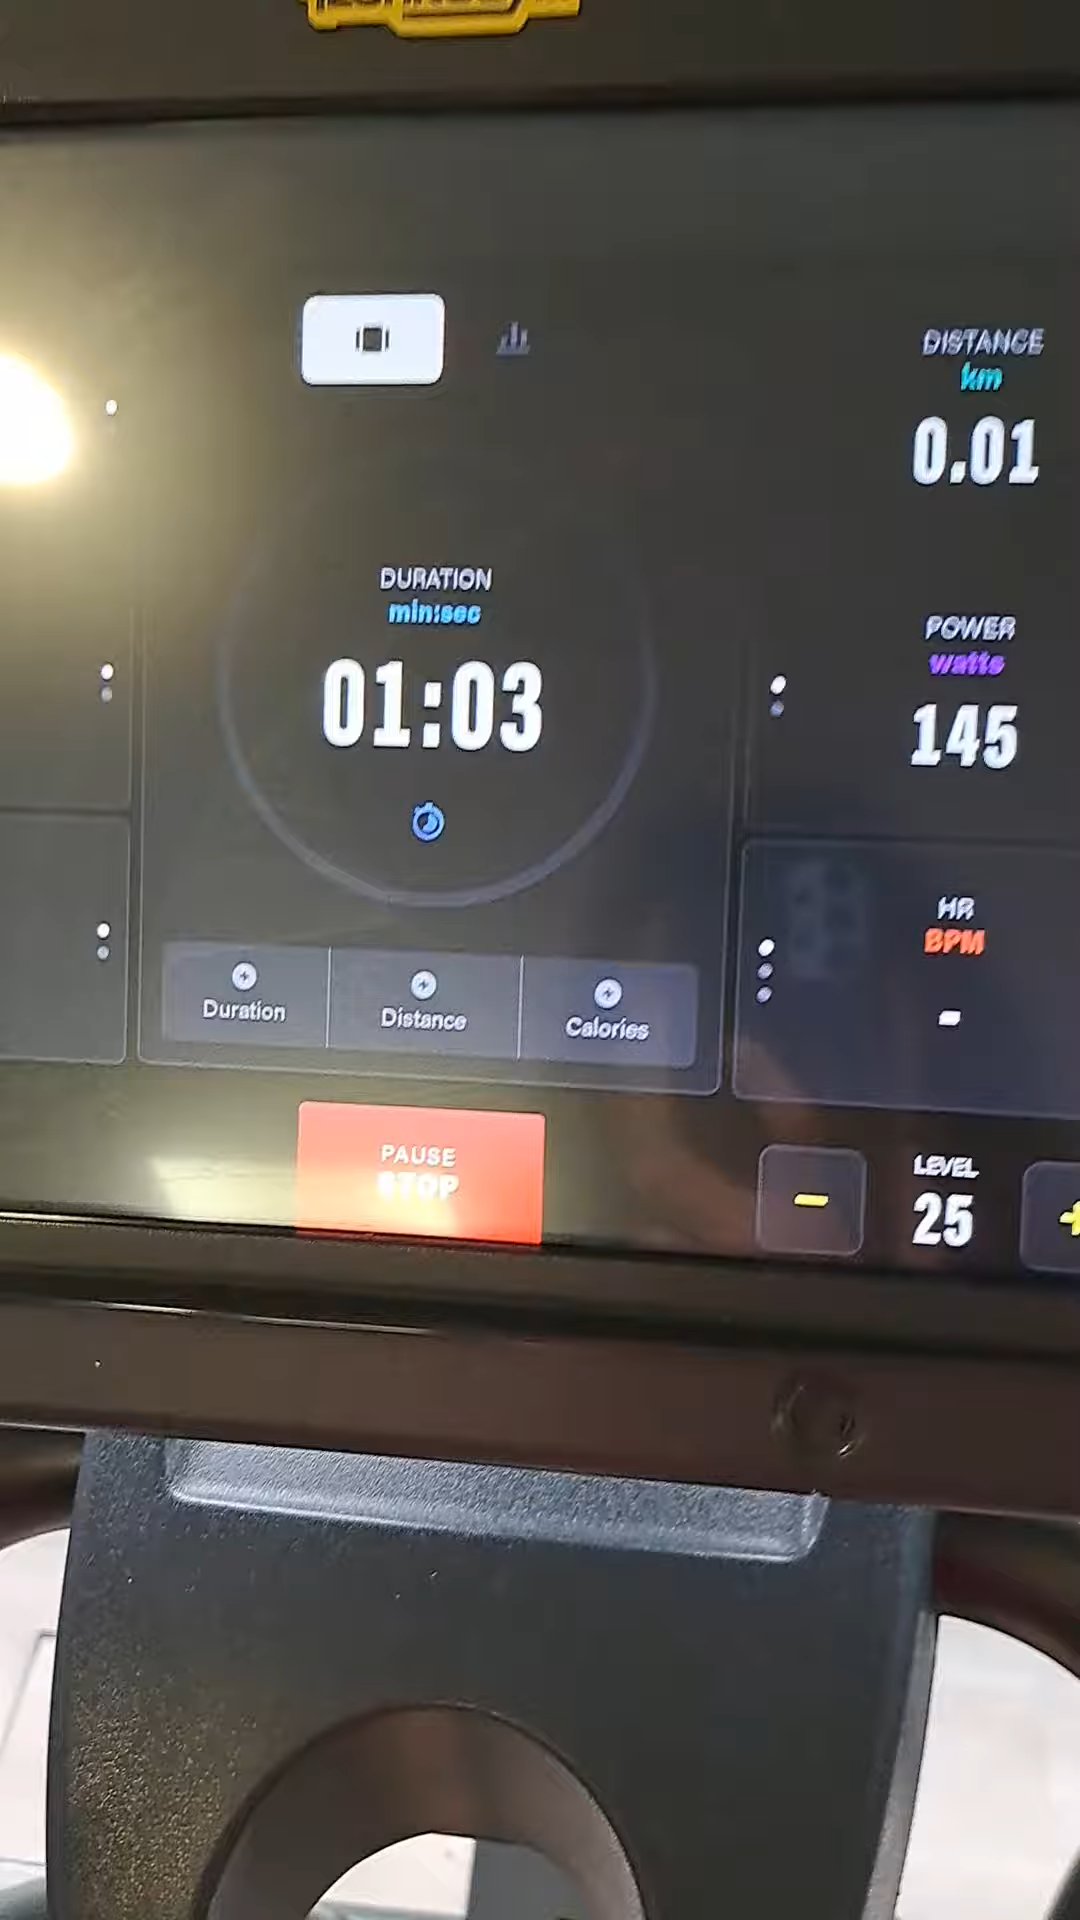 DISTANCE
km
0.01
DURATION
min:sec
01:03
POWER
watts
145
HR
BPM
-
Duration
Distance
Calories
PAUSE
STOP
LEVEL
25
- +